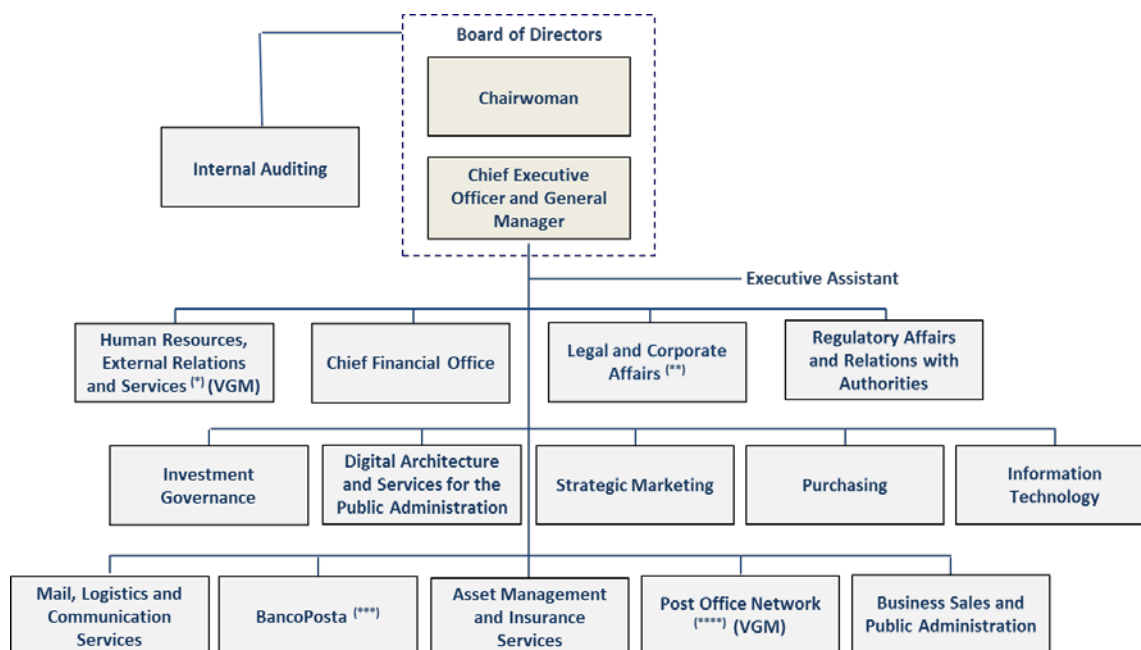 Board of Directors
Chairwoman
Internal Auditing
Chief Executive
Officer and General
Manager
Executive Assistant
Human Resources,
External Relations
and Services (*) (VGM)
Chief Financial Office
Legal and Corporate
Affairs (**)
Regulatory Affairs
and Relations with
Authorities
Investment
Governance
Digital Architecture
and Services for the
Public Administration
Strategic Marketing
Purchasing
Information
Technology
Mail, Logistics and
Communication
Services
BancoPosta (***)
Asset Management
and Insurance
Services
Post Office Network
(****) (VGM)
Business Sales and
Public Administration